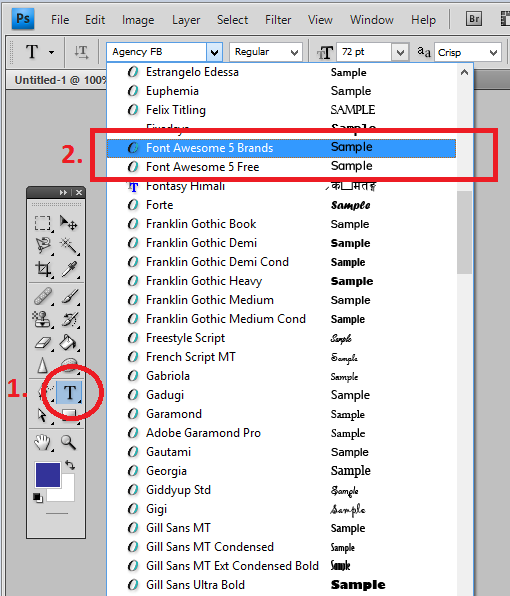 Ps File Edit Image Layer Select Filter View Window Help Br
T Agency FB Regular T 72 pt aa Crisp
Untitled-1 @ 100%
Estrangelo Edessa Sample
Euphemia Sample
Felix Titling SAMPLE
2.
Font Awesome 5 Brands Sample
Font Awesome 5 Free Sample
Fontasy Himali
Forte Sample
Franklin Gothic Book Sample
Franklin Gothic Demi Sample
Franklin Gothic Demi Cond Sample
Franklin Gothic Heavy Sample
Franklin Gothic Medium Sample
Franklin Gothic Medium Cond Sample
Freestyle Script Sample
French Script MT Sample
Gabriola Sample
1. T
Gadugi Sample
Garamond Sample
Adobe Garamond Pro Sample
Gautami Sample
Georgia Sample
Giddyup Std Sample
Gigi Sample
Gill Sans MT Sample
Gill Sans MT Condensed Sample
Gill Sans MT Ext Condensed Bold Sample
Gill Sans Ultra Bold Sample